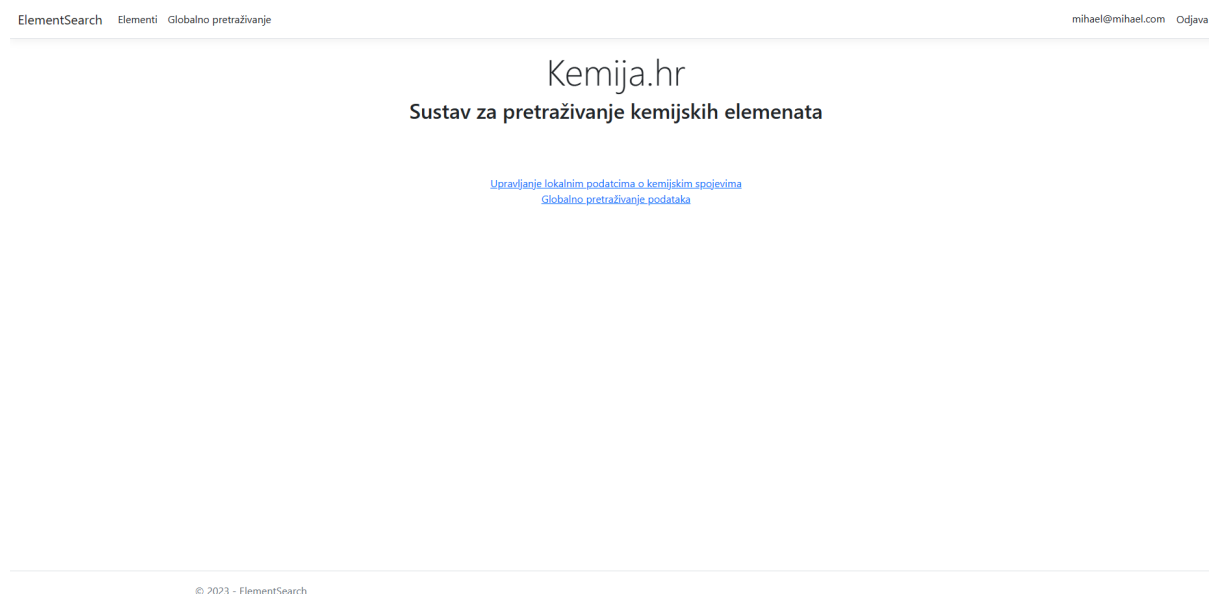 ElementSearch Elementi Globalno pretraživanje mihael@mihael.com Odjava
Kemija.hr
Sustav za pretraživanje kemijskih elemenata
Upravljanje lokalnim podatcima o kemijskim spojevima
Globalno pretraživanje podataka
© 2023 - ElementSearch